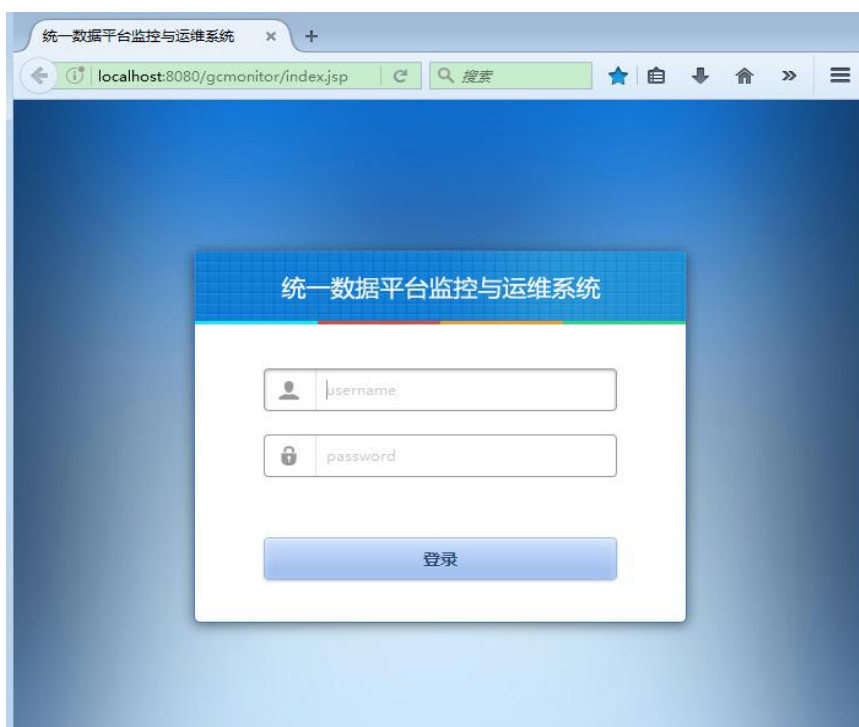 统一数据平台监控与运维系统
localhost:8080/gcmonitor/index.jsp
搜索
统一数据平台监控与运维系统
username
password
登录